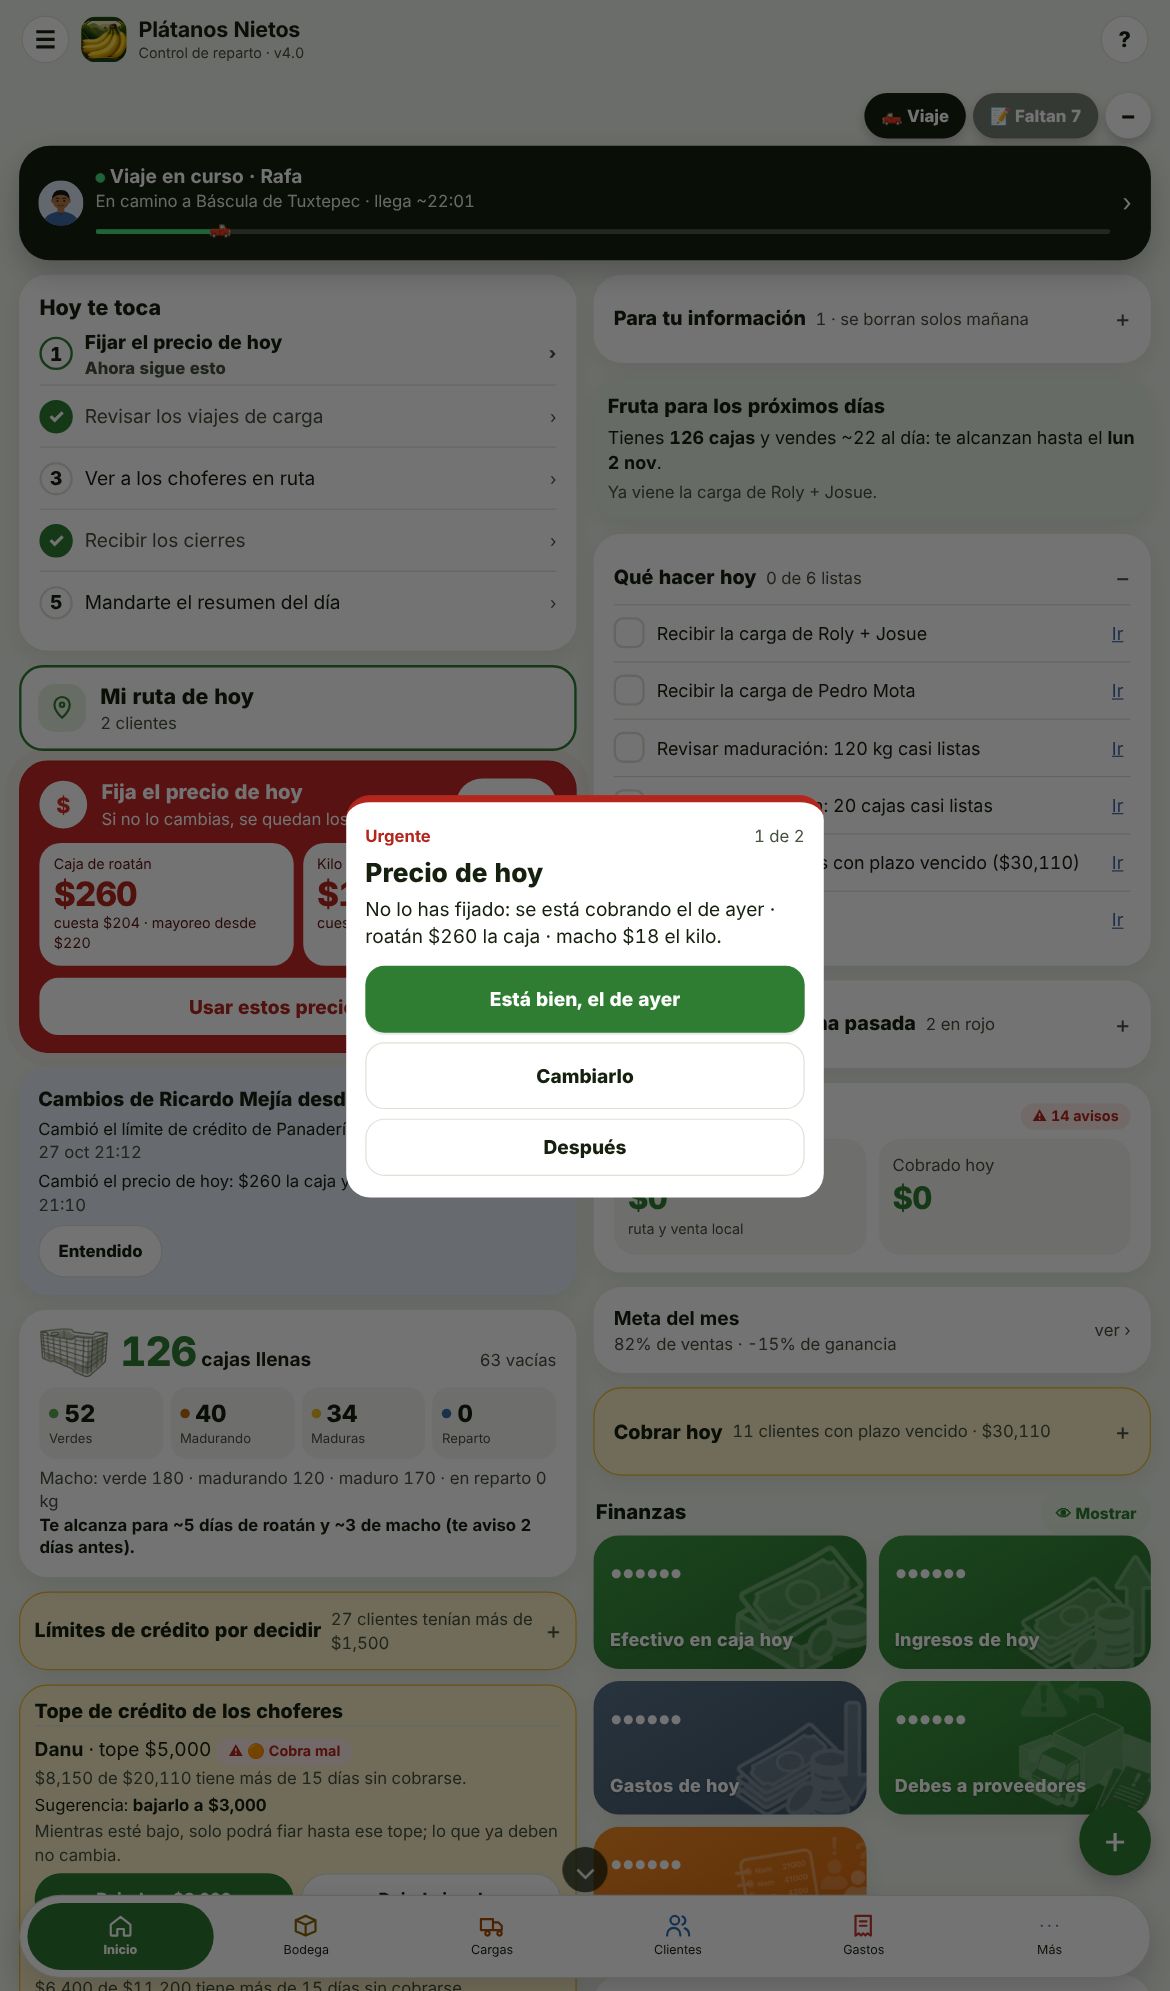 Plátanos Nietos
Control de reparto · v4.0
?
Viaje
Faltan 7
Viaje en curso · Rafa
En camino a Báscula de Tuxtepec · llega ~22:01
Hoy te toca
1
Fijar el precio de hoy
Ahora sigue esto
Revisar los viajes de carga
3
Ver a los choferes en ruta
Recibir los cierres
5
Mandarte el resumen del día
Mi ruta de hoy
2 clientes
$
Fija el precio de hoy
Si no lo cambias, se quedan los
Caja de roatán
$260
cuesta $204 · mayoreo desde
$220
Kilo
Usar estos
Cambios de Ricardo Mejía
Cambió el límite de crédito de
27 oct 21:12
Cambió el precio de hoy: $260 la caja y
21:10
Entendido
126 cajas llenas
63 vacías
52
Verdes
40
Madurando
34
Maduras
0
Reparto
Macho: verde 180 · madurando 120 · maduro 170 · en reparto 0
kg
Te alcanza para ~5 días de roatán y ~3 de macho (te aviso 2
días antes).
Límites de crédito por decidir
27 clientes tenían más de
$1,500
+
Tope de crédito de los choferes
Danu · tope $5,000
Cobra mal
$8,150 de $20,110 tiene más de 15 días sin cobrarse.
Sugerencia: bajarlo a $3,000
Mientras esté bajo, solo podrá fiar hasta ese tope; lo que ya deben
no cambia.
$6,400 de $11,200 tiene más de 15 días sin cobrarse.
Para tu información 1 · se borran solos mañana
+
Fruta para los próximos días
Tienes 126 cajas y vendes ~22 al día: te alcanzan hasta el lun
2 nov.
Ya viene la carga de Roly + Josue.
Qué hacer hoy 0 de 6 listas
−
Recibir la carga de Roly + Josue
Ir
Recibir la carga de Pedro Mota
Ir
Revisar maduración: 120 kg casi listas
Ir
20 cajas casi listas
Ir
con plazo vencido ($30,110)
Ir
Ir
pasada 2 en rojo
+
14 avisos
$0
ruta y venta local
Cobrado hoy
$0
Meta del mes
82% de ventas · -15% de ganancia
ver ›
Cobrar hoy 11 clientes con plazo vencido · $30,110
+
Finanzas
Mostrar
••••••
Efectivo en caja hoy
••••••
Ingresos de hoy
••••••
Gastos de hoy
••••••
Debes a proveedores
••••••
+
Urgente
1 de 2
Precio de hoy
No lo has fijado: se está cobrando el de ayer ·
roatán $260 la caja · macho $18 el kilo.
Está bien, el de ayer
Cambiarlo
Después
Inicio
Bodega
Cargas
Clientes
Gastos
Más